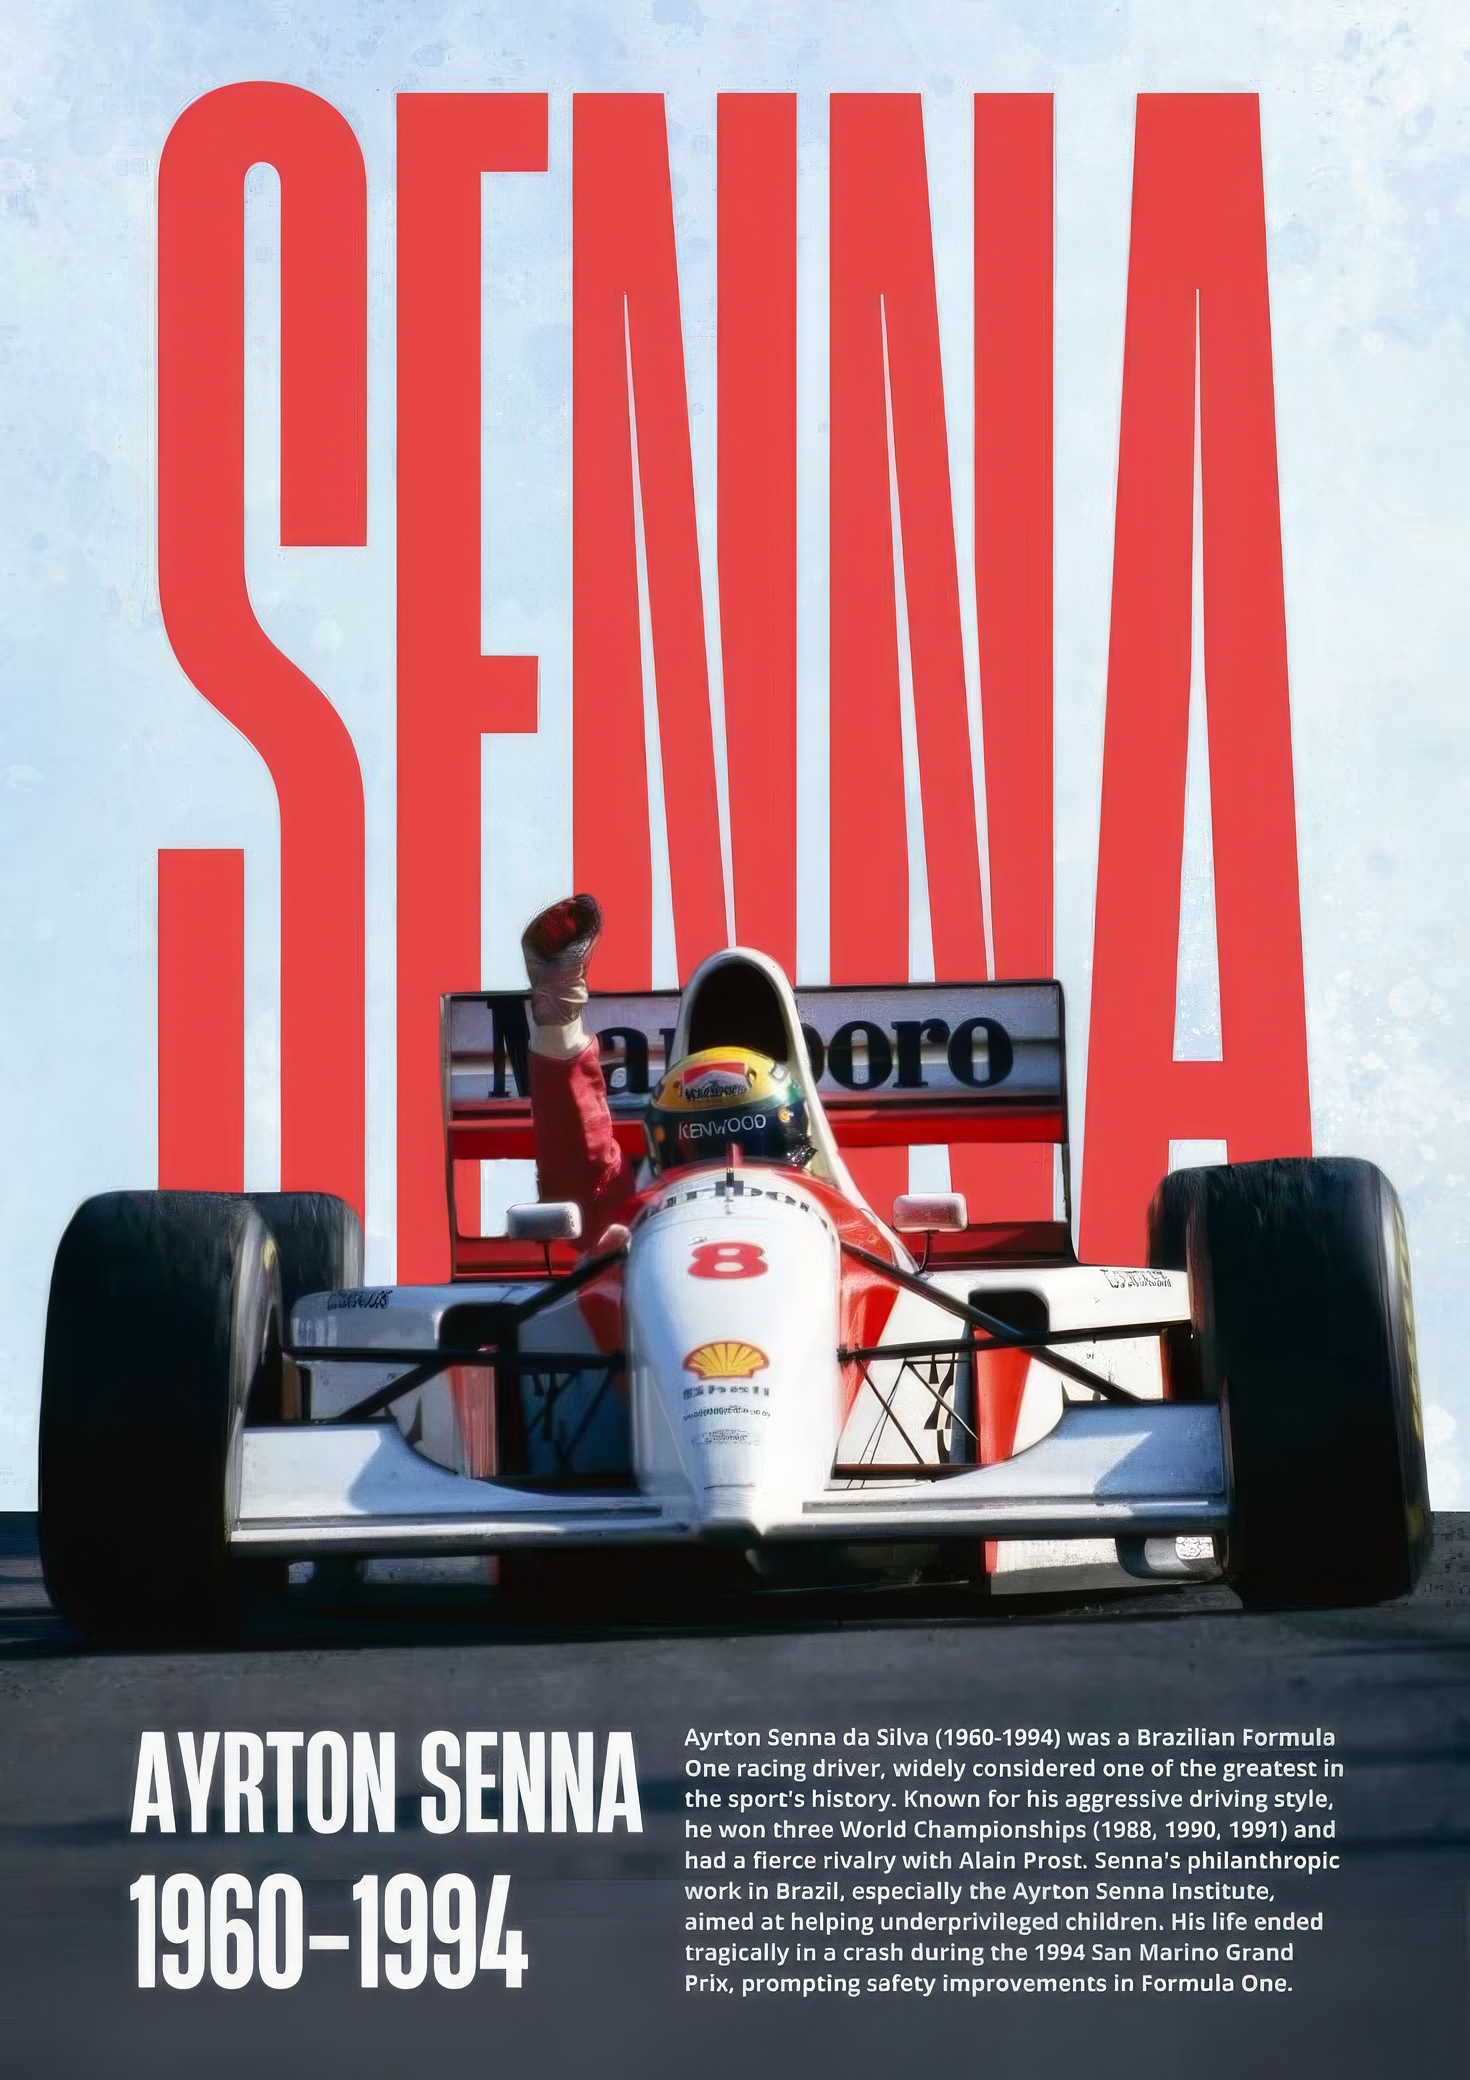 SENNA
Marlboro
KENWOOD
Marlboro
8
AYRTON SENNA
1960–1994
Ayrton Senna da Silva (1960-1994) was a Brazilian Formula
One racing driver, widely considered one of the greatest in
the sport's history. Known for his aggressive driving style,
he won three World Championships (1988, 1990, 1991) and
had a fierce rivalry with Alain Prost. Senna's philanthropic
work in Brazil, especially the Ayrton Senna Institute,
aimed at helping underprivileged children. His life ended
tragically in a crash during the 1994 San Marino Grand
Prix, prompting safety improvements in Formula One.